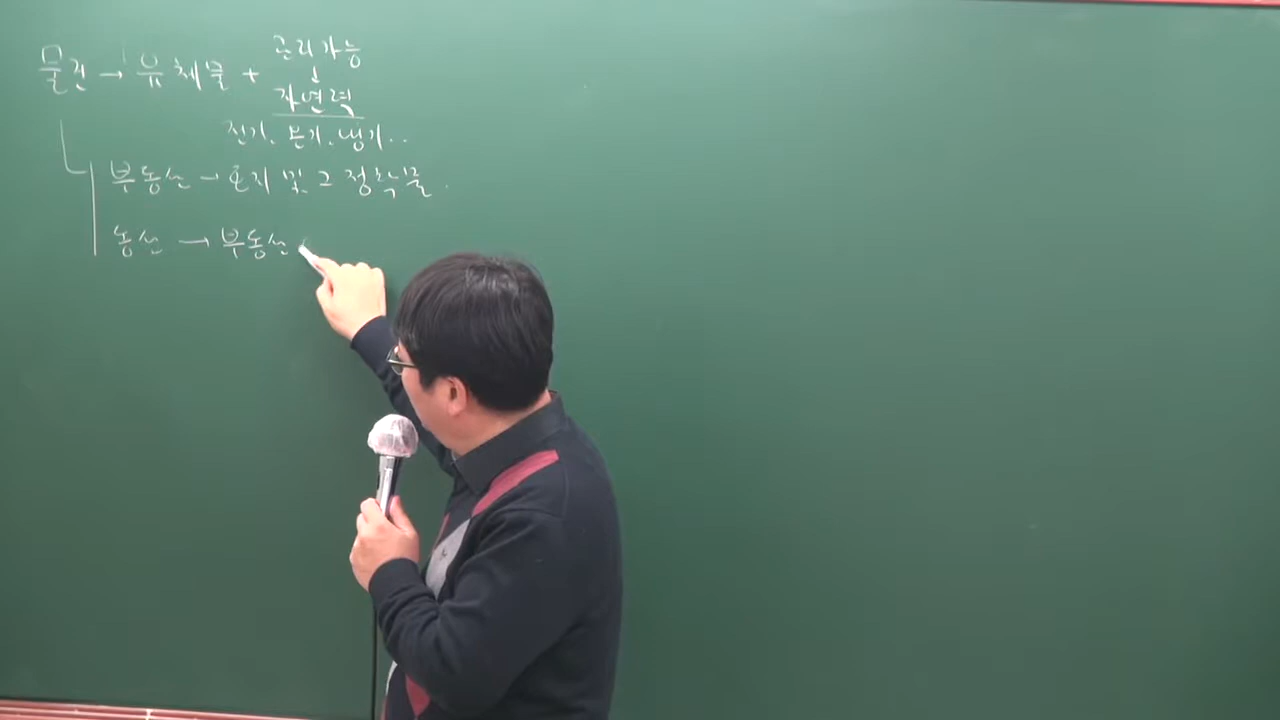 물건 → 유체물 + 관리가능
↓
자연력
전기, 분기, 냉기..
부동산 → 토지 및 그 정착물.
동산 → 부동산